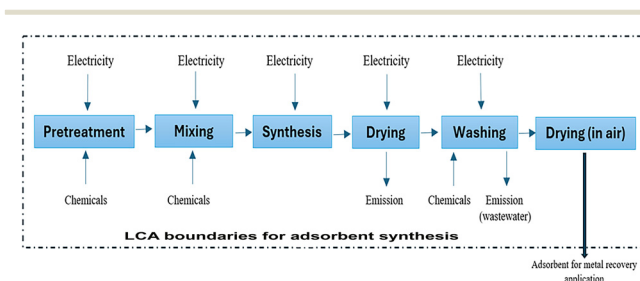 Electricity Electricity Electricity Electricity Electricity
Pretreatment Mixing Synthesis Drying Washing Drying (in air)
Chemicals Chemicals Emission Chemicals Emission
(wastewater)
LCA boundaries for adsorbent synthesis
Adsorbent for metal recovery
application